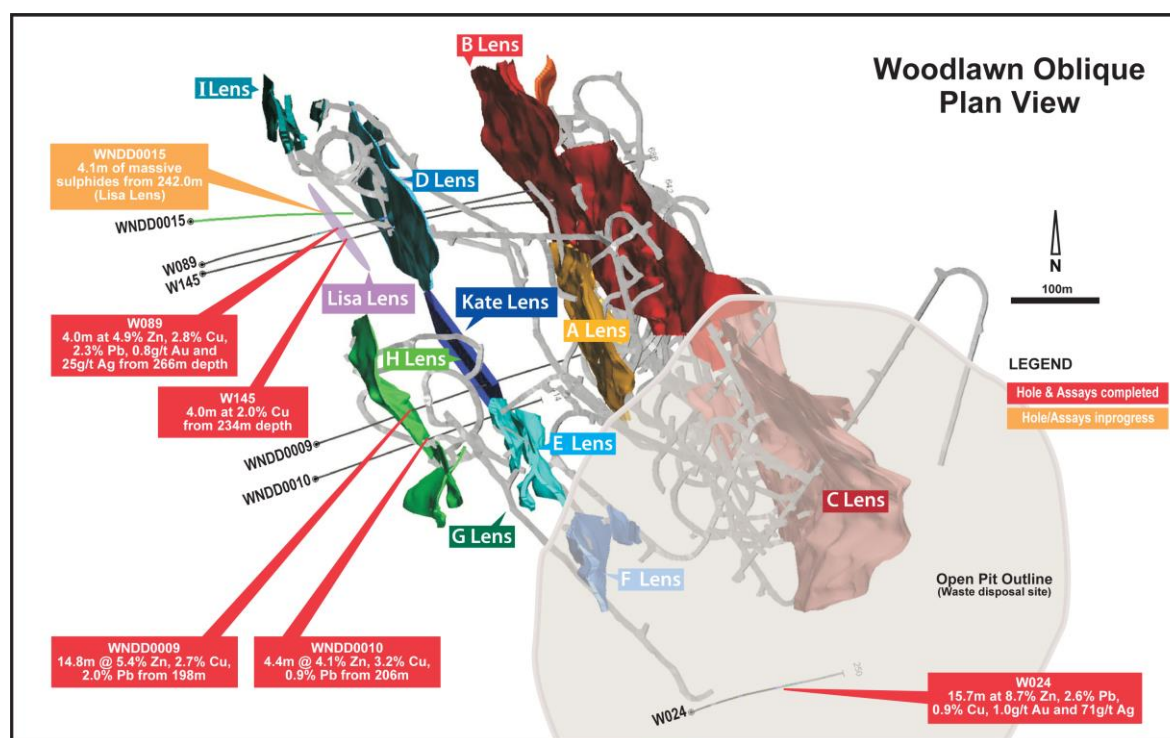 Woodlawn Oblique
Plan View
B Lens
I Lens
WNDD0015
4.1m of massive
sulphides from 242.0m
(Lisa Lens)
D Lens
WNDD0015
W089
W145
642
N
100m
Lisa Lens
Kate Lens
A Lens
W089
4.0m at 4.9% Zn, 2.8% Cu,
2.3% Pb, 0.8g/t Au and
25g/t Ag from 266m depth
H Lens
LEGEND
Hole & Assays completed
Hole/Assays inprogress
W145
4.0m at 2.0% Cu
from 234m depth
WNDD0009
E Lens
WNDD0010
C Lens
G Lens
F Lens
Open Pit Outline
(Waste disposal site)
WNDD0009
14.8m @ 5.4% Zn, 2.7% Cu,
2.0% Pb from 198m
WNDD0010
4.4m @ 4.1% Zn, 3.2% Cu,
0.9% Pb from 206m
W024
250
W024
15.7m at 8.7% Zn, 2.6% Pb,
0.9% Cu, 1.0g/t Au and 71g/t Ag